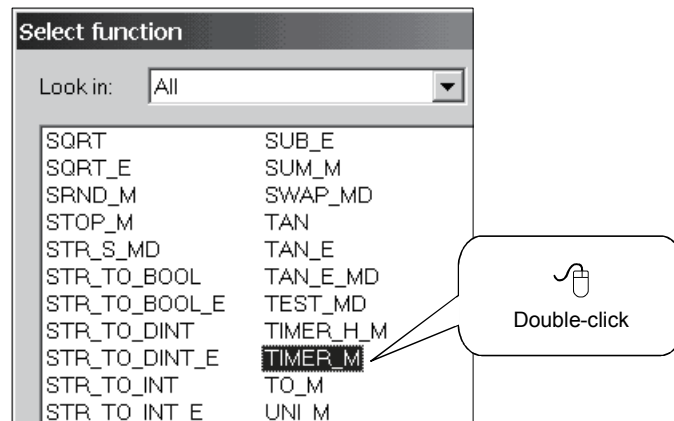 Select function
Look in: All
SQRT SUB_E
SQRT_E SUM_M
SRND_M SWAP_MD
STOP_M TAN
STR_S_MD TAN_E
STR_TO_BOOL TAN_E_MD
STR_TO_BOOL_E TEST_MD
STR_TO_DINT TIMER_H_M
STR_TO_DINT_E TIMER_M
STR_TO_INT TO_M
STR_TO_INT_E UNI_M
Double-click